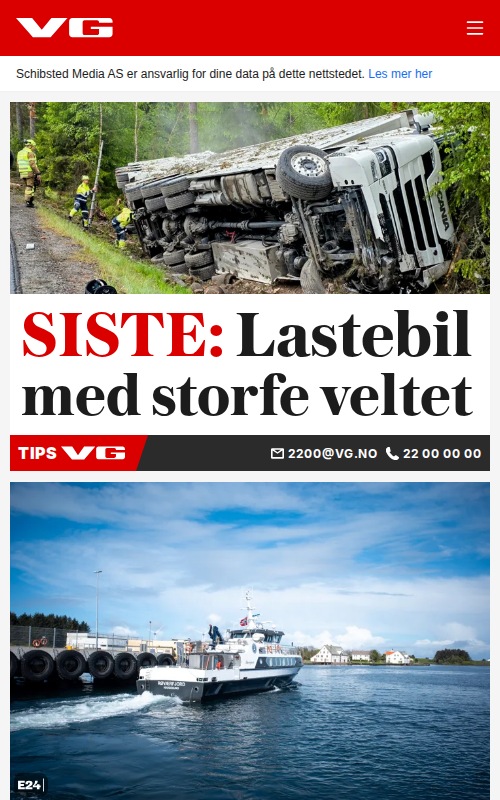 VG
Schibsted Media AS er ansvarlig for dine data på dette nettstedet. Les mer her
SCANIA
SISTE: Lastebil
med storfe veltet
TIPS VG 2200@VG.NO 22 00 00 00
E24